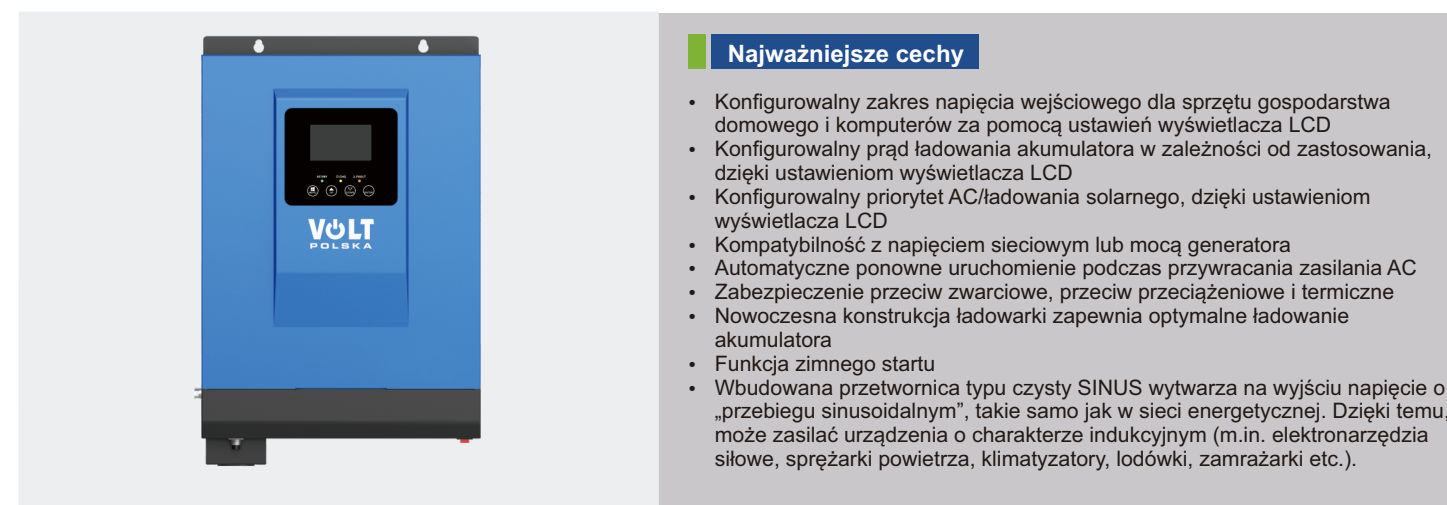 VOLT
POLSKA
Najważniejsze cechy
• Konfigurowalny zakres napięcia wejściowego dla sprzętu gospodarstwa
domowego i komputerów za pomocą ustawień wyświetlacza LCD
• Konfigurowalny prąd ładowania akumulatora w zależności od zastosowania,
dzięki ustawieniom wyświetlacza LCD
• Konfigurowalny priorytet AC/ładowania solarnego, dzięki ustawieniom
wyświetlacza LCD
• Kompatybilność z napięciem sieciowym lub mocą generatora
• Automatyczne ponowne uruchomienie podczas przywracania zasilania AC
• Zabezpieczenie przeciw zwarciowe, przeciw przeciążeniowe i termiczne
• Nowoczesna konstrukcja ładowarki zapewnia optymalne ładowanie
akumulatora
• Funkcja zimnego startu
• Wbudowana przetwornica typu czysty SINUS wytwarza na wyjściu napięcie o
„przebiegu sinusoidalnym”, takie samo jak w sieci energetycznej. Dzięki temu,
może zasilać urządzenia o charakterze indukcyjnym (m.in. elektronarzędzia
siłowe, sprężarki powietrza, klimatyzatory, lodówki, zamrażarki etc.).